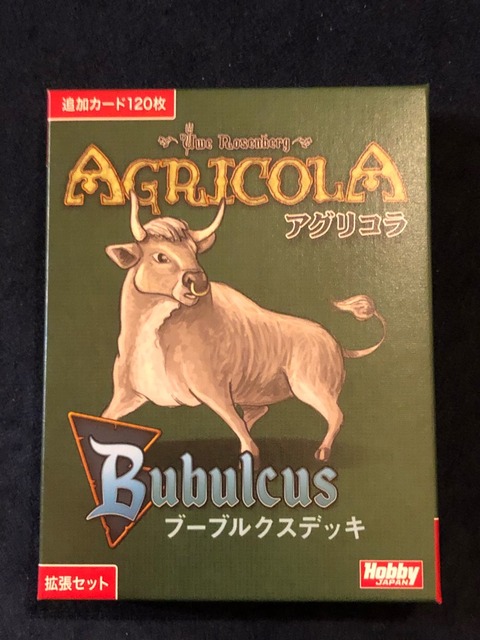 追加カード120枚
Uwe Rosenberg
AGRICOLA
アグリコラ
Bubulcus
ブーブルクスデッキ
拡張セット
Hobby
JAPAN